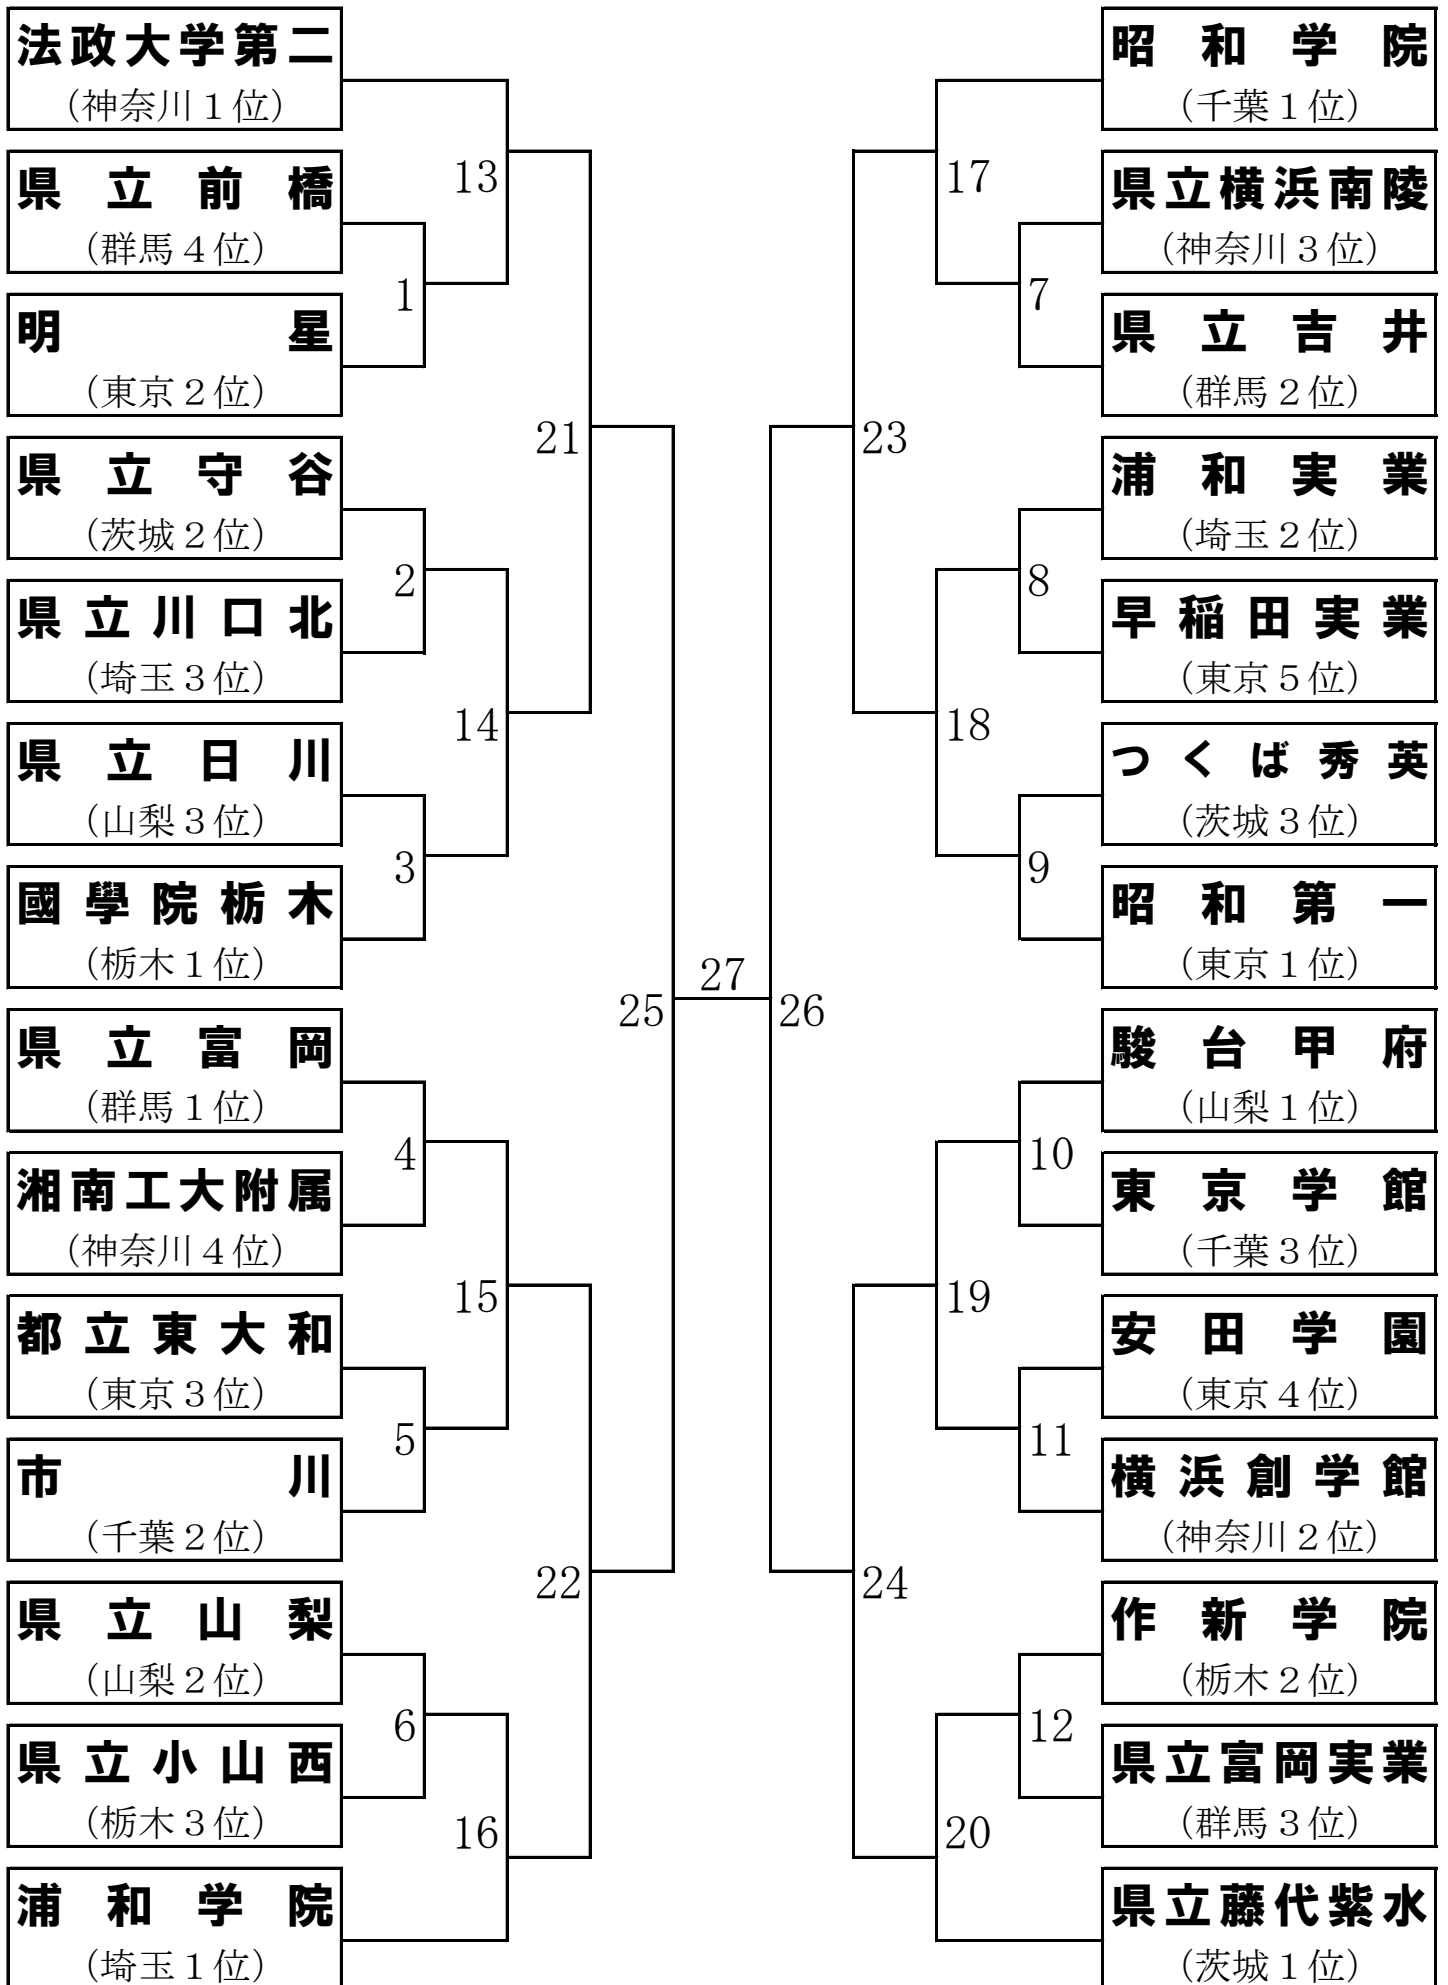 法政大学第二
（神奈川１位）
県立前橋
（群馬４位）
明星
（東京２位）
県立守谷
（茨城２位）
県立川口北
（埼玉３位）
県立日川
（山梨３位）
國學院栃木
（栃木１位）
県立富岡
（群馬１位）
湘南工大附属
（神奈川４位）
都立東大和
（東京３位）
市川
（千葉２位）
県立山梨
（山梨２位）
県立小山西
（栃木３位）
浦和学院
（埼玉１位）
1
2
3
4
5
6
13
14
15
16
21
22
25
27
26
23
24
17
18
19
20
7
8
9
10
11
12
昭和学院
（千葉１位）
県立横浜南陵
（神奈川３位）
県立吉井
（群馬２位）
浦和実業
（埼玉２位）
早稲田実業
（東京５位）
つくば秀英
（茨城３位）
昭和第一
（東京１位）
駿台甲府
（山梨１位）
東京学館
（千葉３位）
安田学園
（東京４位）
横浜創学館
（神奈川２位）
作新学院
（栃木２位）
県立富岡実業
（群馬３位）
県立藤代紫水
（茨城１位）